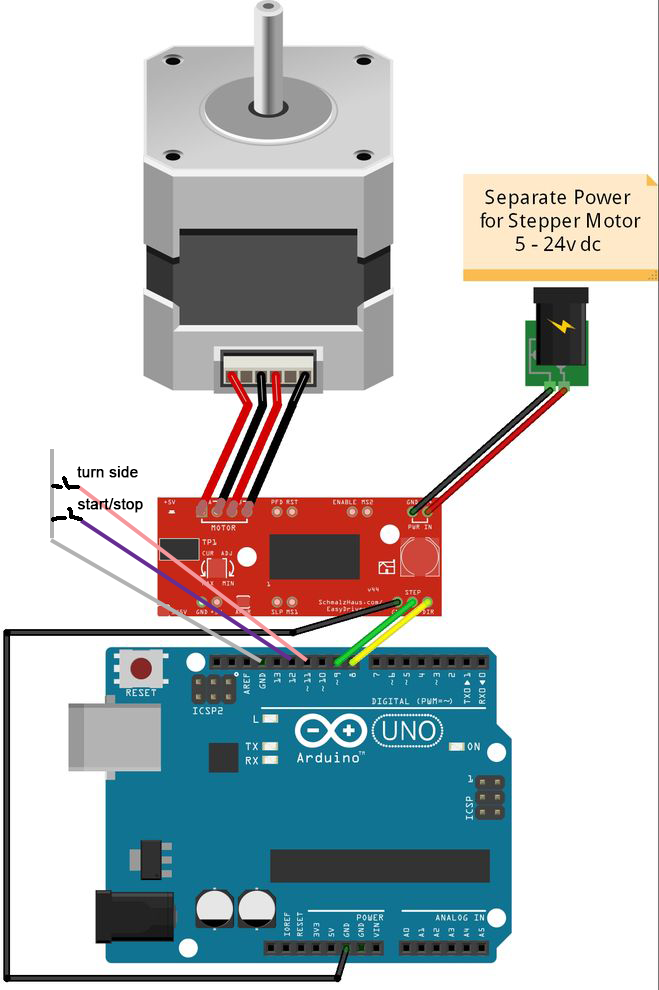 Separate Power
for Stepper Motor
5 - 24v dc
turn side
start/stop
+5V
A
B
PFD RST
ENABLE MS2
GND M+
MOTOR
PWR IN
TP1
CUR ADJ
MAX MIN
1
v44
GND
SLP MS1
SchmalzHaus.com/
EasyDriver
STEP
DIR
RESET
ICSP2
AREF
GND
13
12
~11
~10
~9
8
7
~6
~5
4
~3
2
TXD►1
RXD◄0
DIGITAL (PWM=~)
L
TX
RX
UNO
ON
Arduino™
1
ICSP
POWER
ANALOG IN
IOREF
RESET
3V3
5V
GND
GND
VIN
A0
A1
A2
A3
A4
A5